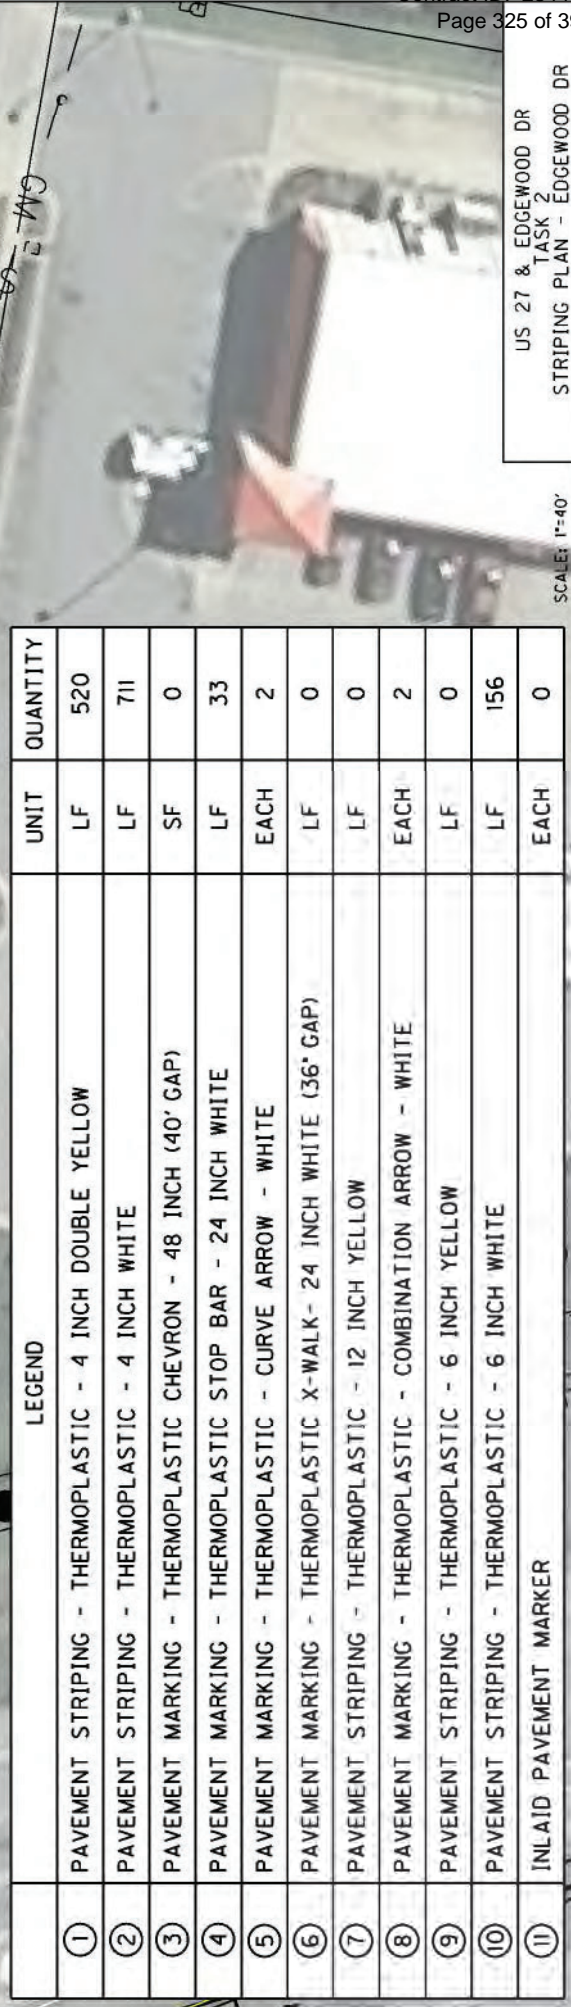 Page 325 of 39
GM
LEGEND UNIT QUANTITY
1 PAVEMENT STRIPING - THERMOPLASTIC - 4 INCH DOUBLE YELLOW LF 520
2 PAVEMENT STRIPING - THERMOPLASTIC - 4 INCH WHITE LF 711
3 PAVEMENT MARKING - THERMOPLASTIC CHEVRON - 48 INCH (40' GAP) SF 0
4 PAVEMENT MARKING - THERMOPLASTIC STOP BAR - 24 INCH WHITE LF 33
5 PAVEMENT MARKING - THERMOPLASTIC - CURVE ARROW - WHITE EACH 2
6 PAVEMENT MARKING - THERMOPLASTIC X-WALK- 24 INCH WHITE (36" GAP) LF 0
7 PAVEMENT STRIPING - THERMOPLASTIC - 12 INCH YELLOW LF 0
8 PAVEMENT MARKING - THERMOPLASTIC - COMBINATION ARROW - WHITE EACH 2
9 PAVEMENT STRIPING - THERMOPLASTIC - 6 INCH YELLOW LF 0
10 PAVEMENT STRIPING - THERMOPLASTIC - 6 INCH WHITE LF 156
11 INLAID PAVEMENT MARKER EACH 0
SCALE: 1"=40'
US 27 & EDGEWOOD DR
TASK 2
STRIPING PLAN - EDGEWOOD DR